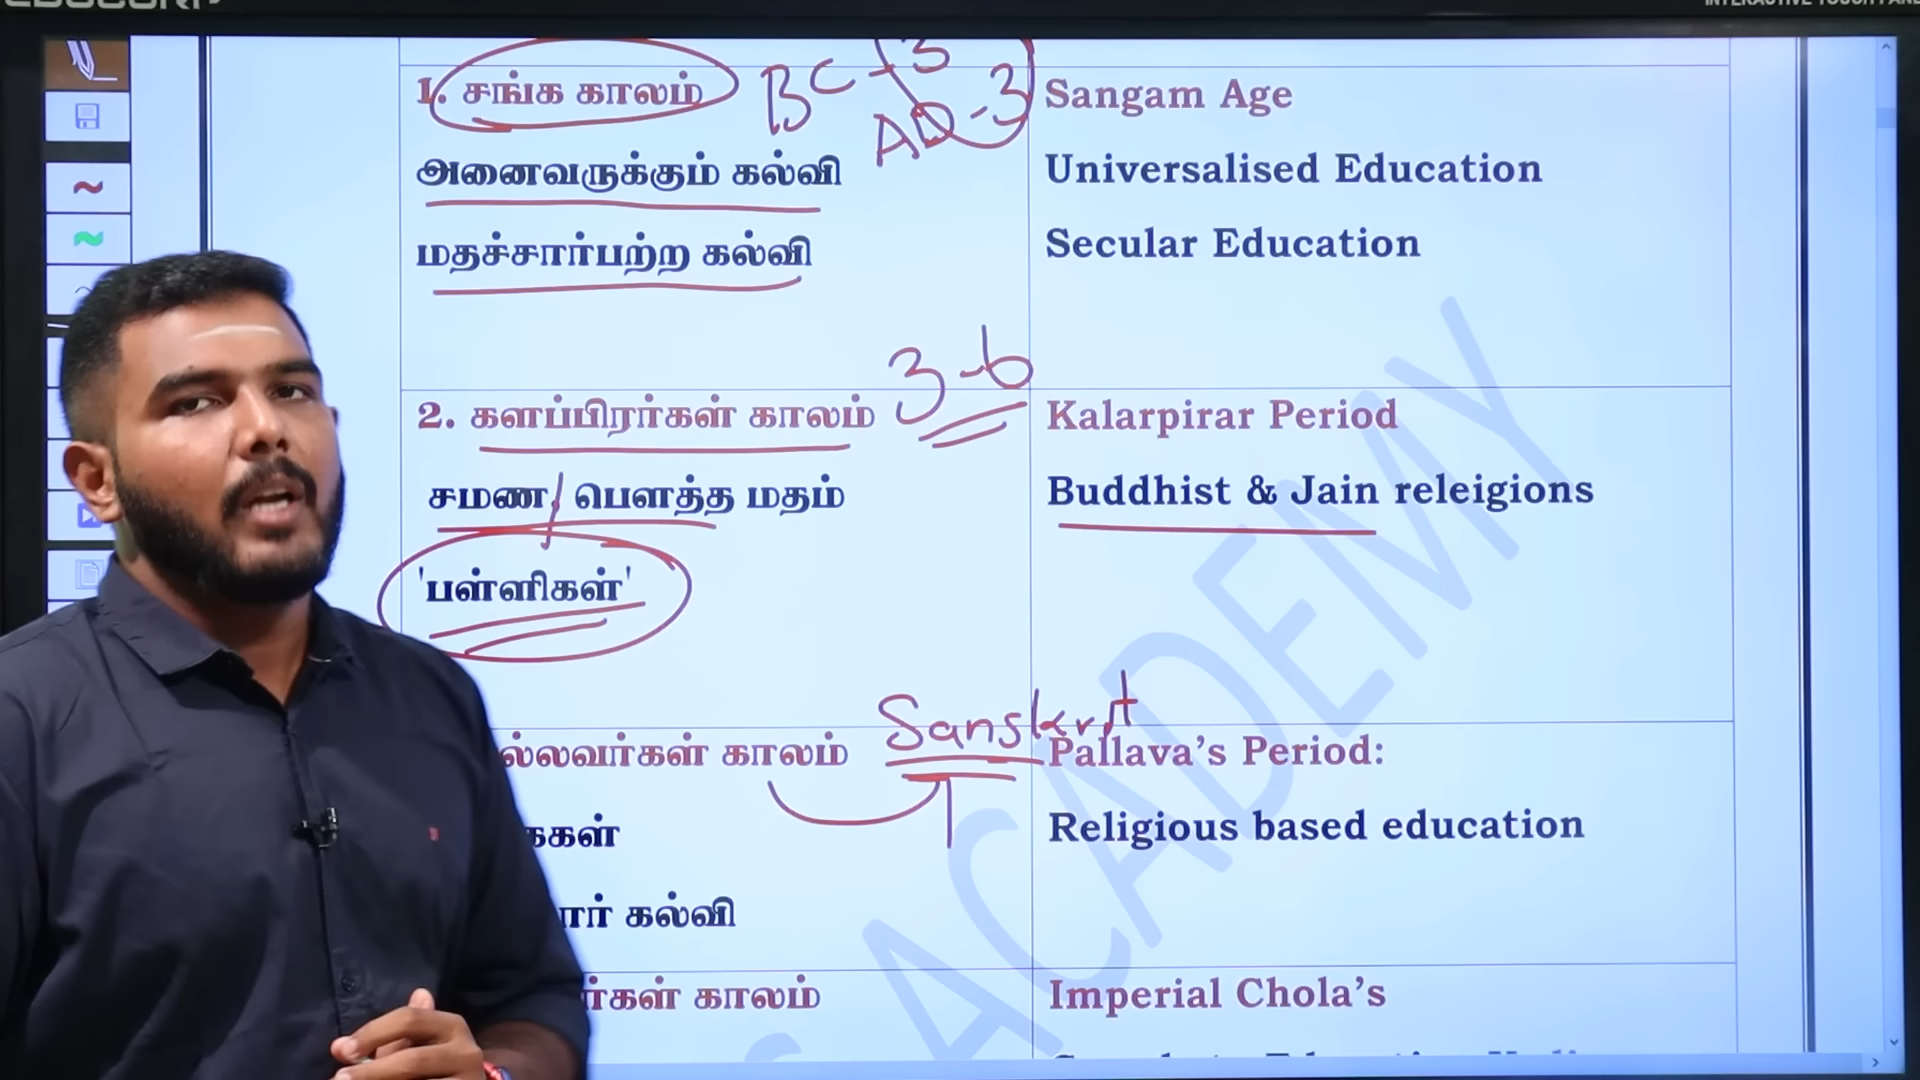 1. சங்க காலம்
BC - 3
AD - 3
Sangam Age
அனைவருக்கும் கல்வி
Universalised Education
மதச்சார்பற்ற கல்வி
Secular Education
2. களப்பிரர்கள் காலம்
3-6
Kalarpirar Period
சமண, பௌத்த மதம்
Buddhist & Jain releigions
'பள்ளிகள்'
Sanskrit
ல்லவர்கள் காலம்
Pallava's Period:
Religious based education
கல்வி
காலம்
Imperial Chola's
ACADEMY